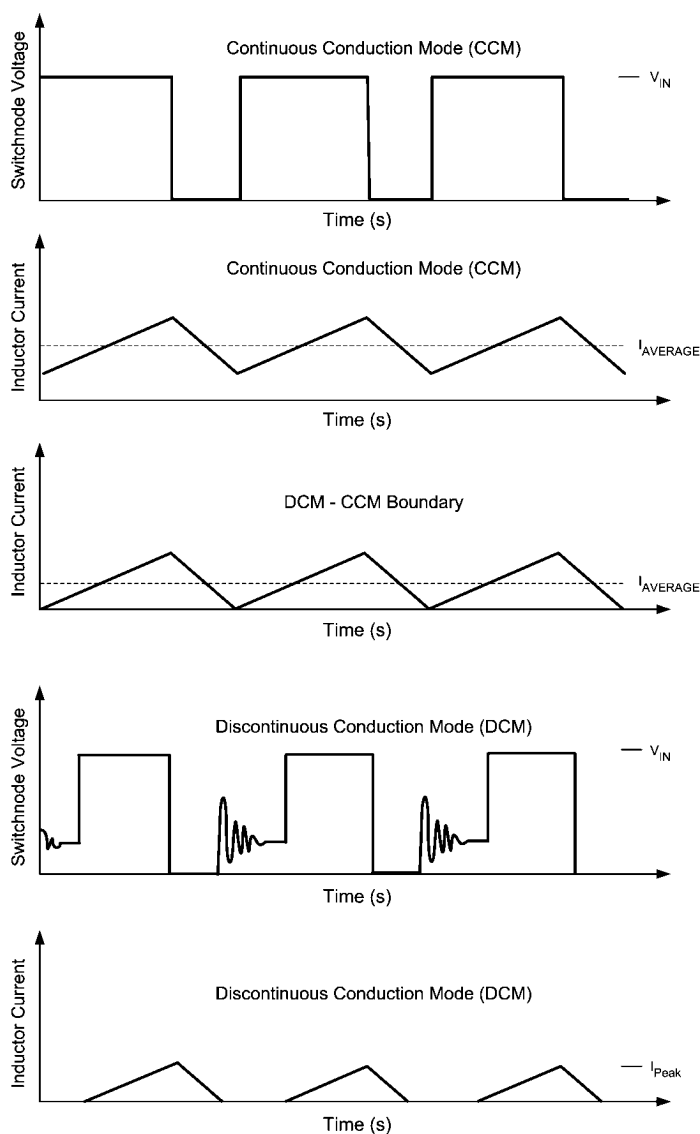 Continuous Conduction Mode (CCM)
V_IN
Switchnode Voltage
Time (s)
Continuous Conduction Mode (CCM)
Inductor Current
I_AVERAGE
Time (s)
DCM - CCM Boundary
Inductor Current
I_AVERAGE
Time (s)
Discontinuous Conduction Mode (DCM)
V_IN
Switchnode Voltage
Time (s)
Discontinuous Conduction Mode (DCM)
Inductor Current
I_Peak
Time (s)